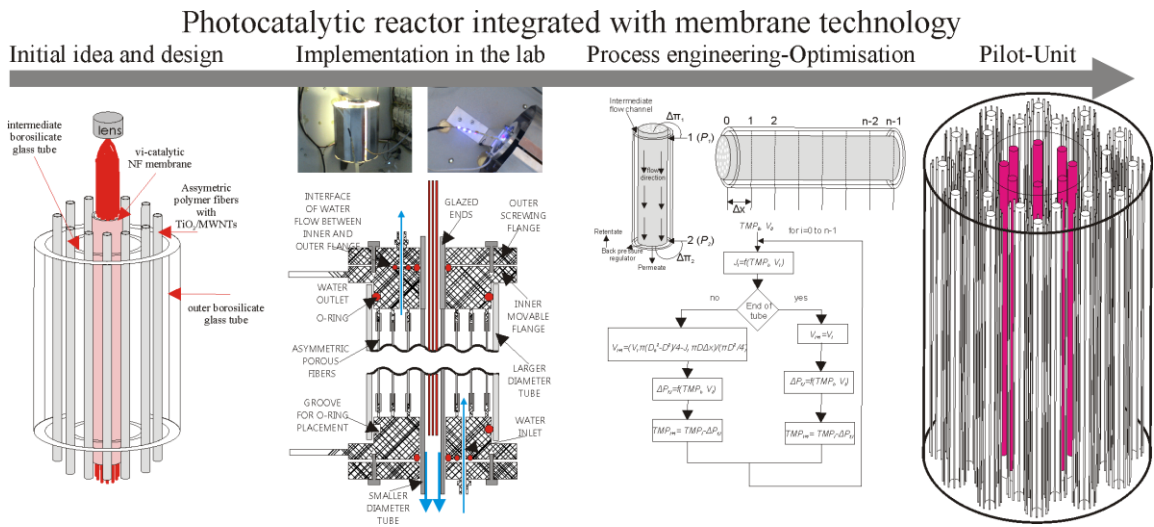 Photocatalytic reactor integrated with membrane technology
Initial idea and design
Implementation in the lab
Process engineering-Optimisation
Pilot-Unit
lens
intermediate
borosilicate
glass tube
vi-catalytic
NF membrane
Assymetric
polymer fibers
with
TiO₂/MWNTs
outer borosilicate
glass tube
INTERFACE
OF WATER
FLOW BETWEEN
INNER AND
OUTER FLANGE
GLAZED
ENDS
OUTER
SCREWING
FLANGE
WATER
OUTLET
O-RING
INNER
MOVABLE
FLANGE
ASYMMETRIC
POROUS
FIBERS
LARGER
DIAMETER
TUBE
GROOVE
FOR O-RING
PLACEMENT
WATER
INLET
SMALLER
DIAMETER
TUBE
Intermediate
flow channel
Δπ₁
1 (P₁)
flow
direction
Retentate
Back pressure
regulator
Permeate
2 (P₂)
Δπ₂
0 1 2 n-2 n-1
Δx
for i=0 to n-1
no
End of
tube
yes